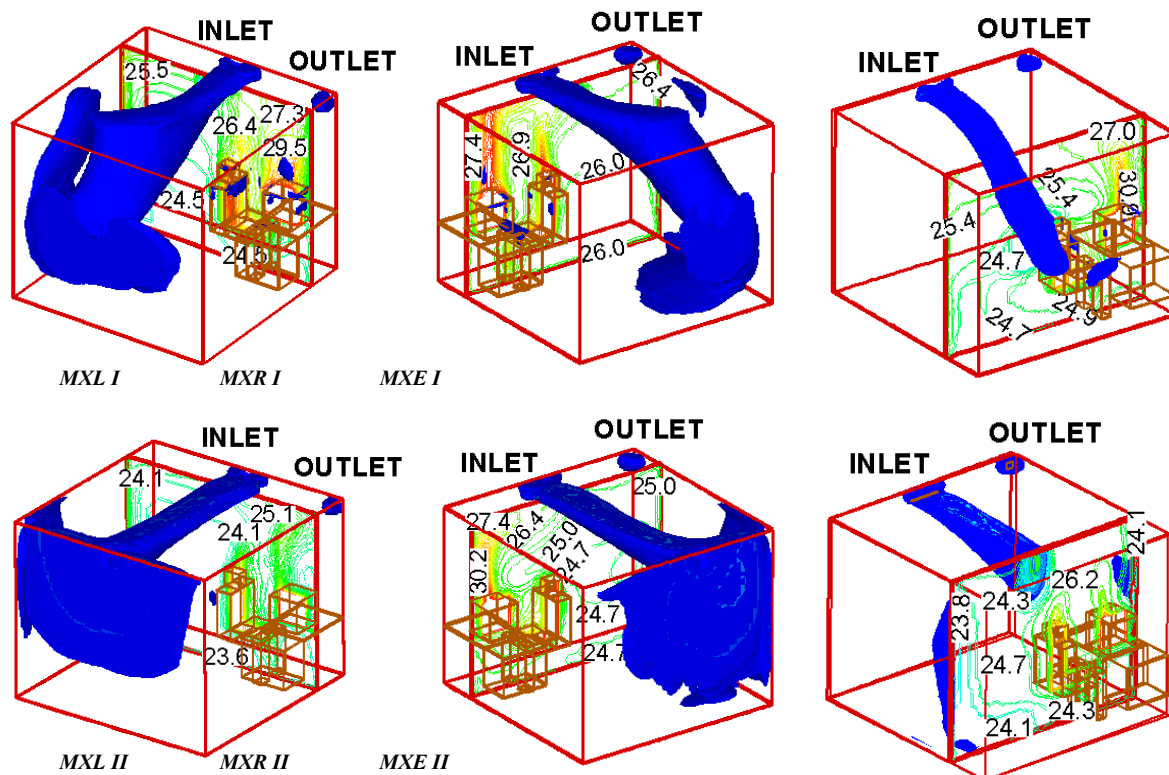 INLET
OUTLET
25.5
26.4
27.3
29.5
24.5
24.5
OUTLET
INLET
26.4
27.4
26.9
26.0
26.0
OUTLET
INLET
27.0
30.9
25.4
25.4
24.7
24.9
24.7
MXL I MXR I MXE I
INLET
OUTLET
24.1
25.1
24.1
23.6
OUTLET
INLET
25.0
27.4
26.4
25.0
24.7
30.2
24.7
24.7
OUTLET
INLET
24.1
26.2
24.3
23.8
24.7
24.3
24.1
MXL II MXR II MXE II